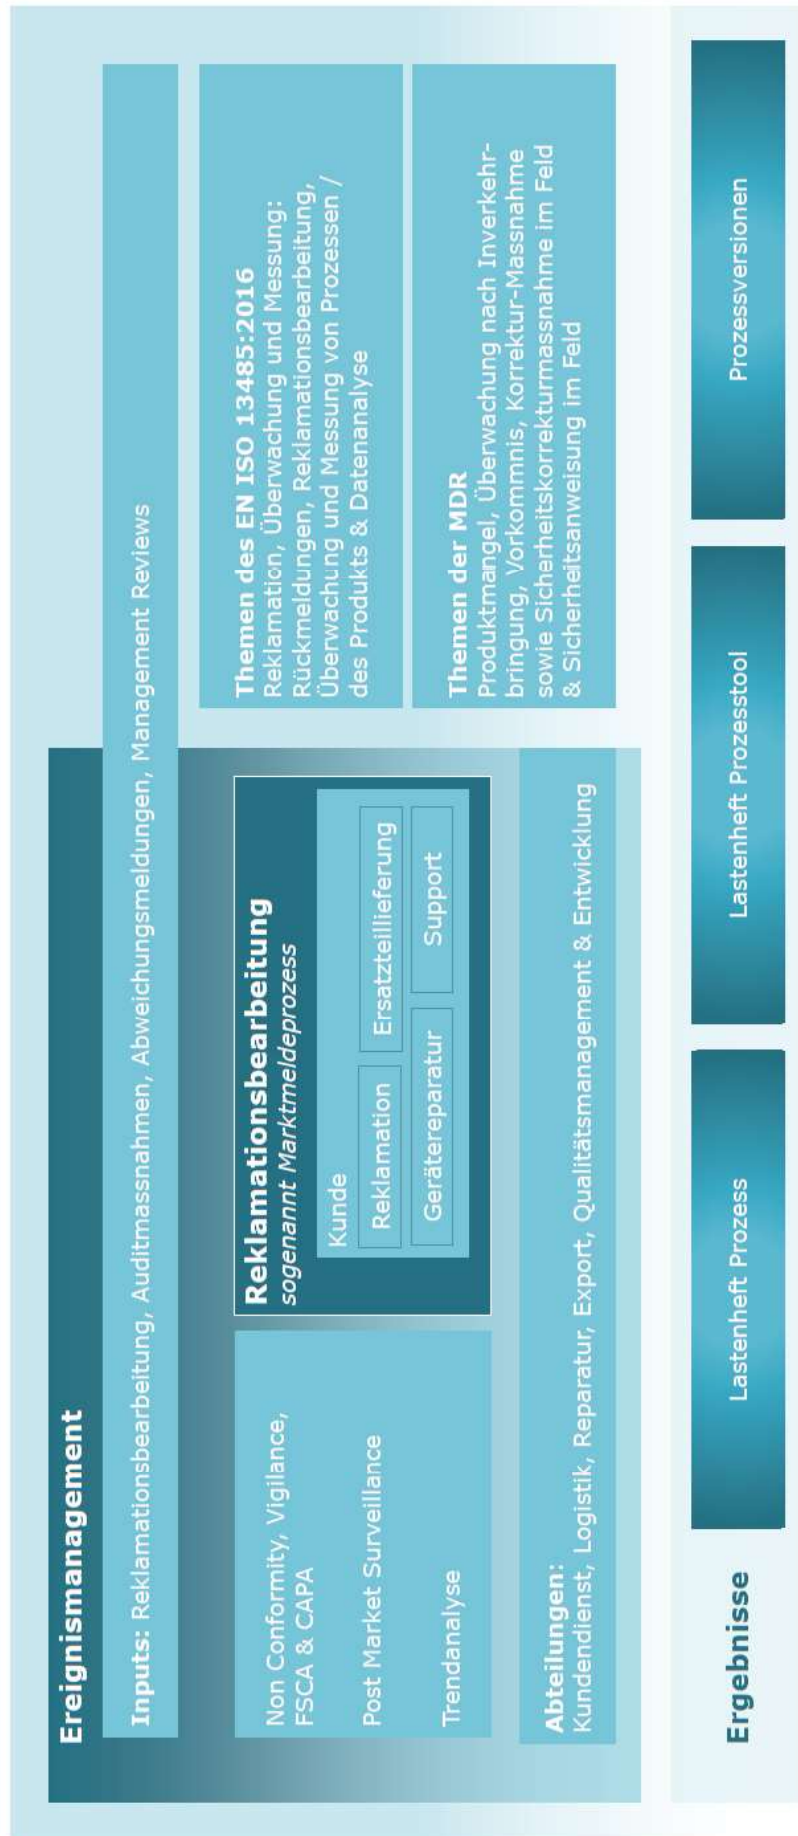 Ereignismanagement
Inputs: Reklamationsbearbeitung, Auditmassnahmen, Abweichungsmeldungen, Management Reviews
Non Conformity, Vigilance,
FSCA & CAPA
Post Market Surveillance
Trendanalyse
Reklamationsbearbeitung
sogenannt Marktmeldeprozess
Kunde
Reklamation
Ersatzteillieferung
Gerätereparatur
Support
Abteilungen:
Kundendienst, Logistik, Reparatur, Export, Qualitätsmanagement & Entwicklung
Themen des EN ISO 13485:2016
Reklamation, Überwachung und Messung:
Rückmeldungen, Reklamationsbearbeitung,
Überwachung und Messung von Prozessen /
des Produkts & Datenanalyse
Themen der MDR
Produktmangel, Überwachung nach Inverkehr-
bringung, Vorkommnis, Korrektur-Massnahme
sowie Sicherheitskorrekturmassnahme im Feld
& Sicherheitsanweisung im Feld
Ergebnisse
Lastenheft Prozess
Lastenheft Prozesstool
Prozessversionen